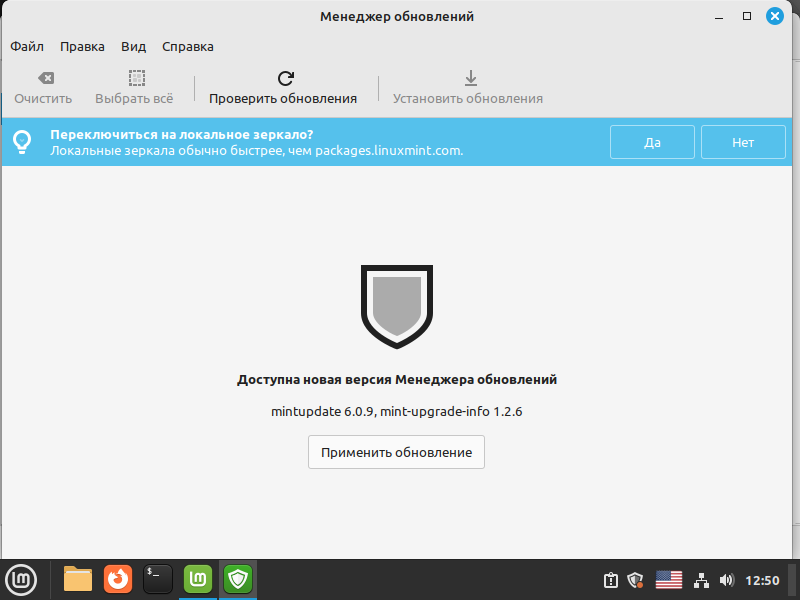 Менеджер обновлений
Файл Правка Вид Справка
Очистить Выбрать всё Проверить обновления Установить обновления
Переключиться на локальное зеркало?
Локальные зеркала обычно быстрее, чем packages.linuxmint.com.
Да Нет
Доступна новая версия Менеджера обновлений
mintupdate 6.0.9, mint-upgrade-info 1.2.6
Применить обновление
$_
12:50